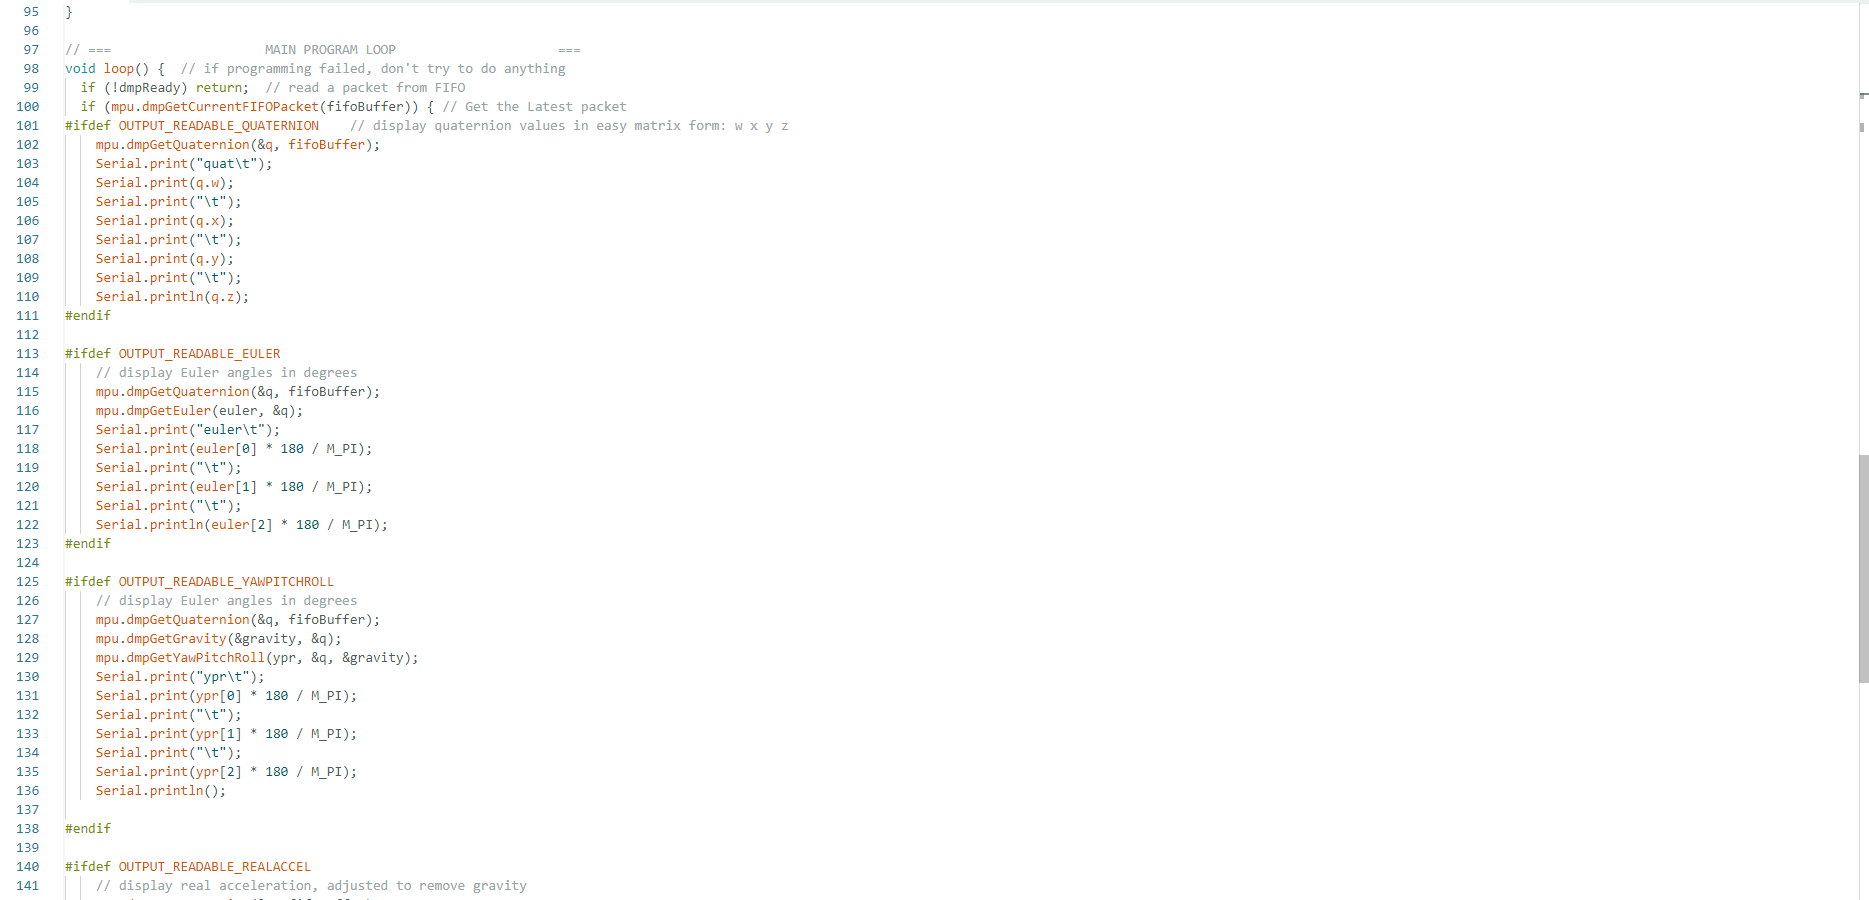 95 }
96
97 // === MAIN PROGRAM LOOP ===
98 void loop() { // if programming failed, don't try to do anything
99 if (!dmpReady) return; // read a packet from FIFO
100 if (mpu.dmpGetCurrentFIFOPacket(fifoBuffer)) { // Get the Latest packet
101 #ifdef OUTPUT_READABLE_QUATERNION // display quaternion values in easy matrix form: w x y z
102 mpu.dmpGetQuaternion(&q, fifoBuffer);
103 Serial.print("quat\t");
104 Serial.print(q.w);
105 Serial.print("\t");
106 Serial.print(q.x);
107 Serial.print("\t");
108 Serial.print(q.y);
109 Serial.print("\t");
110 Serial.println(q.z);
111 #endif
112
113 #ifdef OUTPUT_READABLE_EULER
114 // display Euler angles in degrees
115 mpu.dmpGetQuaternion(&q, fifoBuffer);
116 mpu.dmpGetEuler(euler, &q);
117 Serial.print("euler\t");
118 Serial.print(euler[0] * 180 / M_PI);
119 Serial.print("\t");
120 Serial.print(euler[1] * 180 / M_PI);
121 Serial.print("\t");
122 Serial.println(euler[2] * 180 / M_PI);
123 #endif
124
125 #ifdef OUTPUT_READABLE_YAWPITCHROLL
126 // display Euler angles in degrees
127 mpu.dmpGetQuaternion(&q, fifoBuffer);
128 mpu.dmpGetGravity(&gravity, &q);
129 mpu.dmpGetYawPitchRoll(ypr, &q, &gravity);
130 Serial.print("ypr\t");
131 Serial.print(ypr[0] * 180 / M_PI);
132 Serial.print("\t");
133 Serial.print(ypr[1] * 180 / M_PI);
134 Serial.print("\t");
135 Serial.print(ypr[2] * 180 / M_PI);
136 Serial.println();
137
138 #endif
139
140 #ifdef OUTPUT_READABLE_REALACCEL
141 // display real acceleration, adjusted to remove gravity